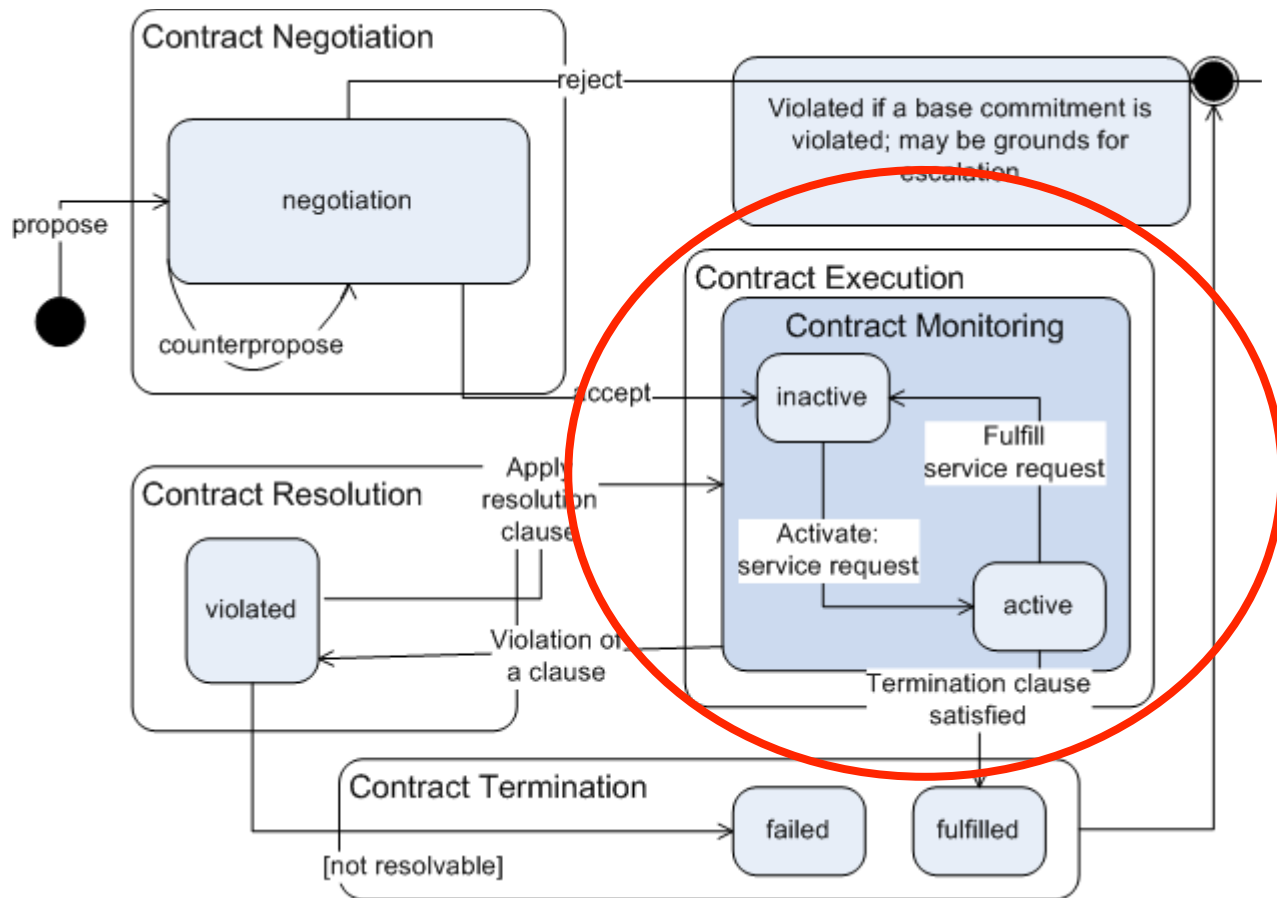 Contract Negotiation
reject
Violated if a base commitment is
violated; may be grounds for
escalation
negotiation
propose
counterpropose
Contract Execution
Contract Monitoring
accept
inactive
Fulfill
service request
Apply
resolution
clause
Contract Resolution
Activate:
service request
violated
active
Violation of
a clause
Termination clause
satisfied
Contract Termination
failed
fulfilled
[not resolvable]